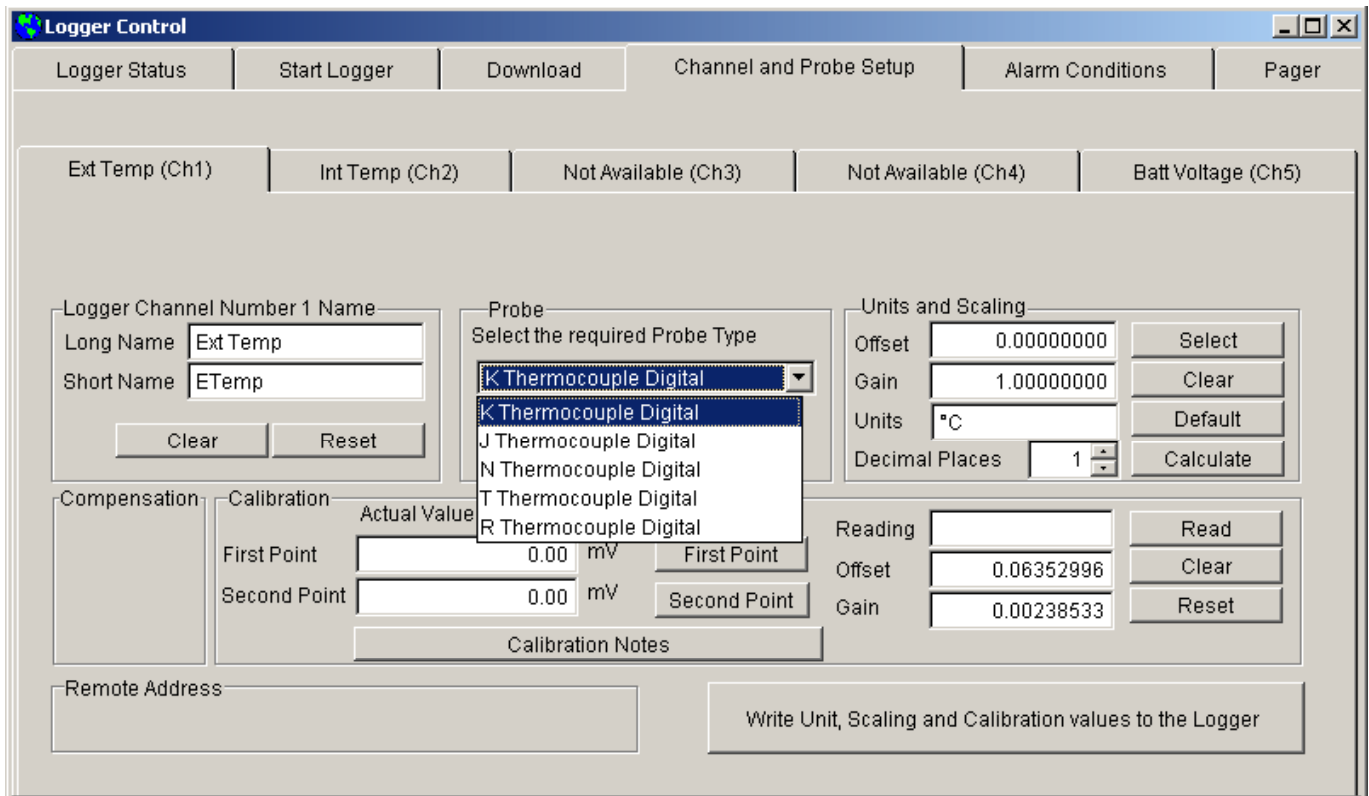 Logger Control
Logger Status
Start Logger
Download
Channel and Probe Setup
Alarm Conditions
Pager
Ext Temp (Ch1)
Int Temp (Ch2)
Not Available (Ch3)
Not Available (Ch4)
Batt Voltage (Ch5)
Logger Channel Number 1 Name
Long Name Ext Temp
Short Name ETemp
Clear Reset
Probe
Select the required Probe Type
K Thermocouple Digital
K Thermocouple Digital
J Thermocouple Digital
N Thermocouple Digital
T Thermocouple Digital
R Thermocouple Digital
Units and Scaling
Offset 0.00000000 Select
Gain 1.00000000 Clear
Units °C Default
Decimal Places 1 Calculate
Compensation
Calibration
Actual Value
First Point 0.00 mV First Point
Second Point 0.00 mV Second Point
Calibration Notes
Reading Read
Offset 0.06352996 Clear
Gain 0.00238533 Reset
Remote Address
Write Unit, Scaling and Calibration values to the Logger